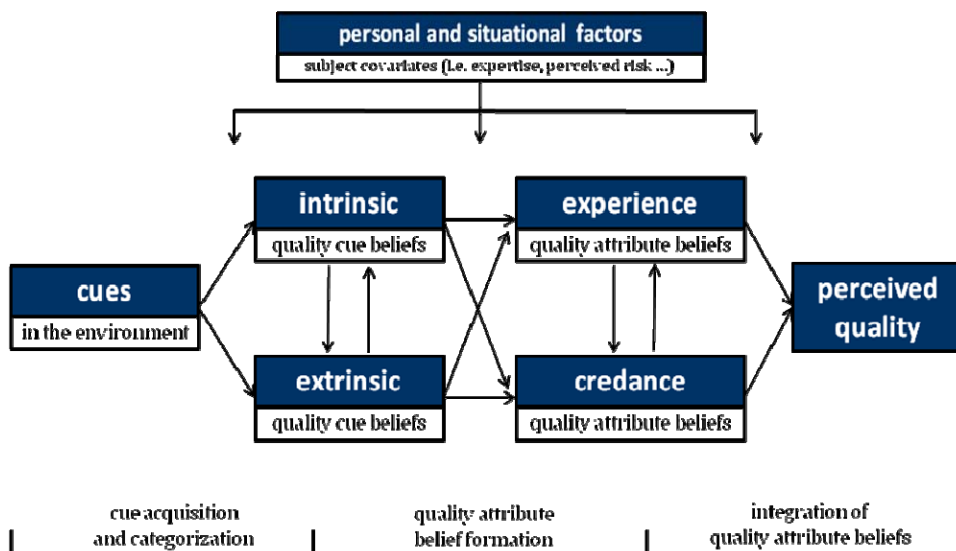 personal and situational factors
subject covariates (i.e. expertise, perceived risk ...)
intrinsic
quality cue beliefs
experience
quality attribute beliefs
cues
in the environment
perceived
quality
extrinsic
quality cue beliefs
credance
quality attribute beliefs
cue acquisition
and categorization
quality attribute
belief formation
integration of
quality attribute beliefs